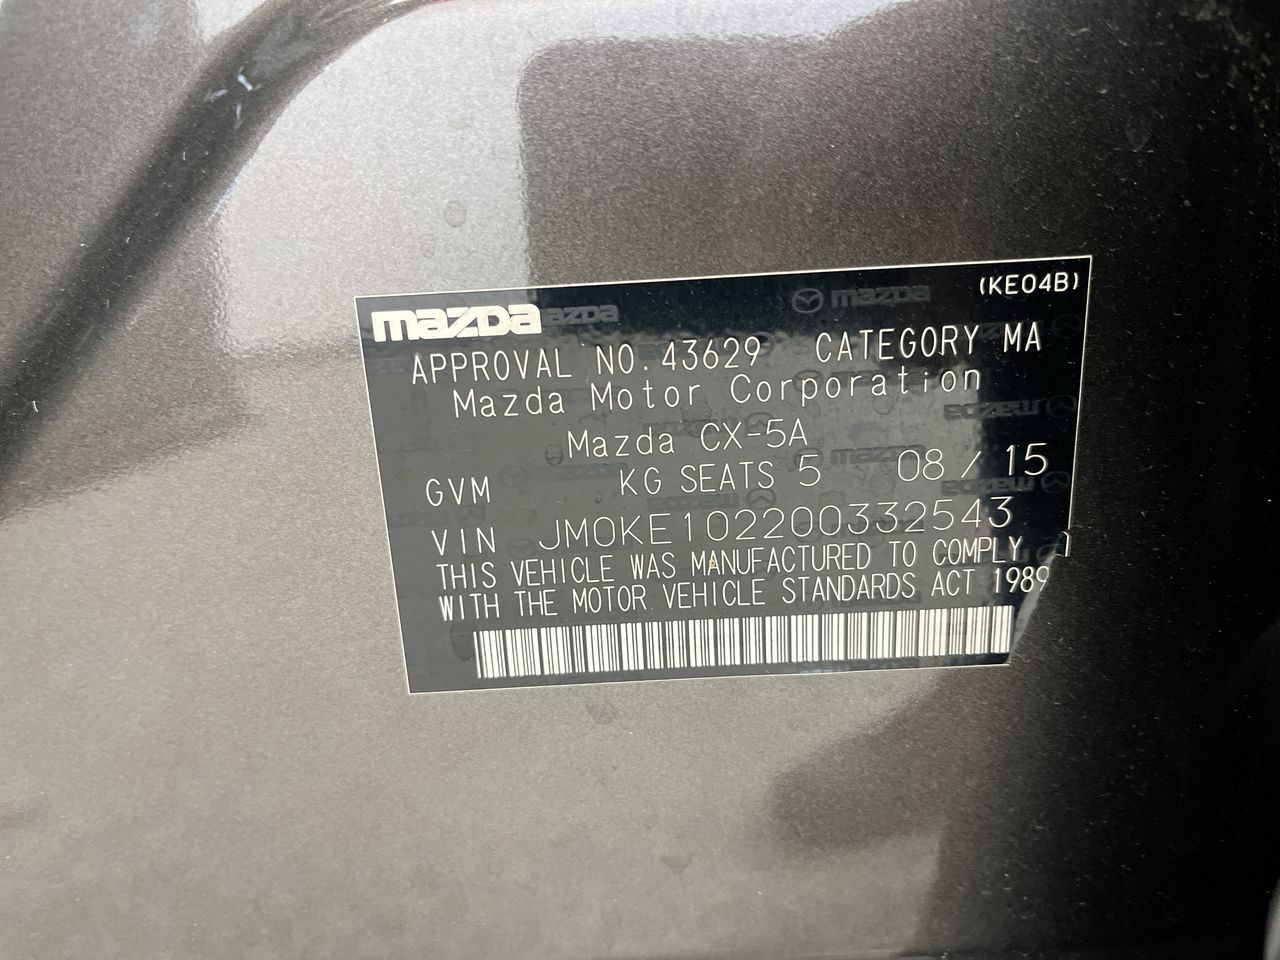 (KE04B)
mazda
APPROVAL NO. 43629 CATEGORY MA
Mazda Motor Corporation
Mazda CX-5A
GVM KG SEATS 5 08 / 15
VIN JM0KE102200332543
THIS VEHICLE WAS MANUFACTURED TO COMPLY
WITH THE MOTOR VEHICLE STANDARDS ACT 1989